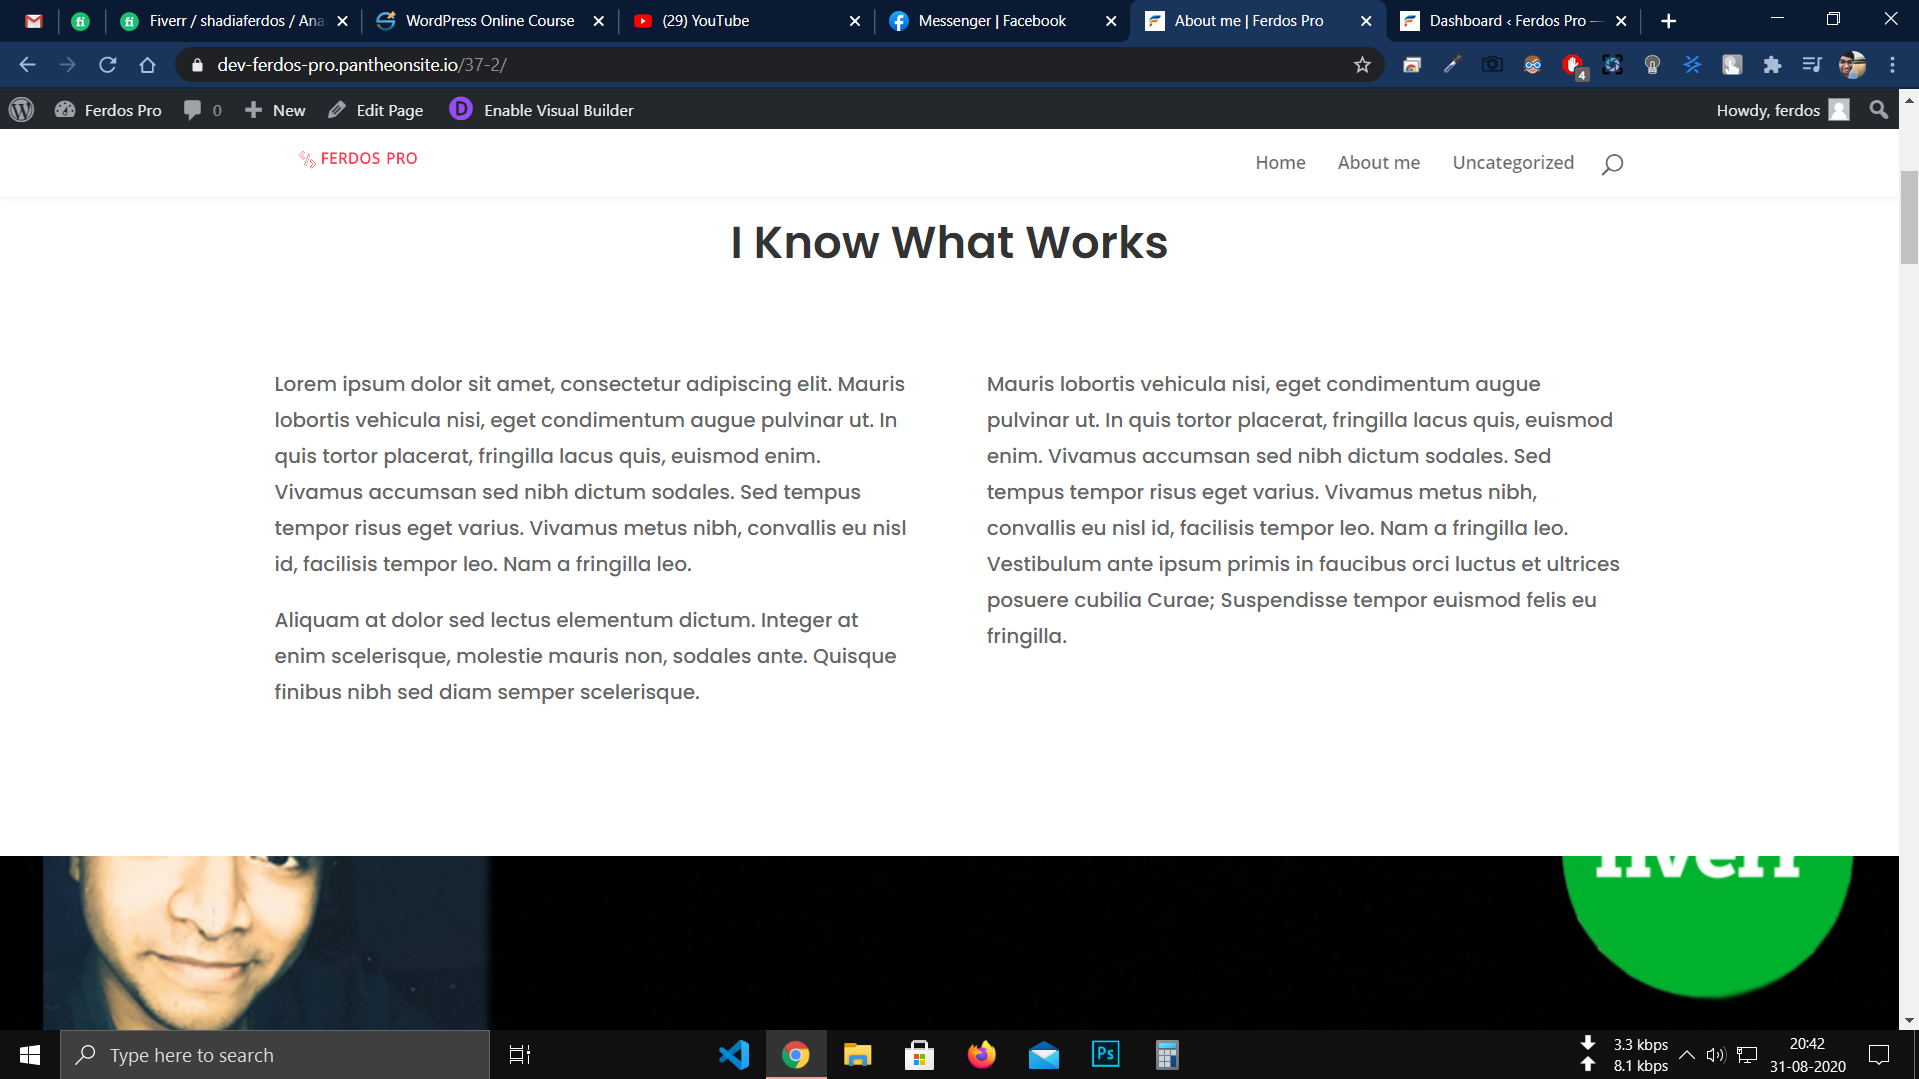 Fiverr / shadiaferdos / Ana
WordPress Online Course
(29) YouTube
Messenger | Facebook
About me | Ferdos Pro
Dashboard ‹ Ferdos Pro —
dev-ferdos-pro.pantheonsite.io/37-2/
4
Ferdos Pro
0
New
Edit Page
D
Enable Visual Builder
Howdy, ferdos
FERDOS PRO
Home
About me
Uncategorized
I Know What Works
Lorem ipsum dolor sit amet, consectetur adipiscing elit. Mauris
lobortis vehicula nisi, eget condimentum augue pulvinar ut. In
quis tortor placerat, fringilla lacus quis, euismod enim.
Vivamus accumsan sed nibh dictum sodales. Sed tempus
tempor risus eget varius. Vivamus metus nibh, convallis eu nisl
id, facilisis tempor leo. Nam a fringilla leo.
Aliquam at dolor sed lectus elementum dictum. Integer at
enim scelerisque, molestie mauris non, sodales ante. Quisque
finibus nibh sed diam semper scelerisque.
Mauris lobortis vehicula nisi, eget condimentum augue
pulvinar ut. In quis tortor placerat, fringilla lacus quis, euismod
enim. Vivamus accumsan sed nibh dictum sodales. Sed
tempus tempor risus eget varius. Vivamus metus nibh,
convallis eu nisl id, facilisis tempor leo. Nam a fringilla leo.
Vestibulum ante ipsum primis in faucibus orci luctus et ultrices
posuere cubilia Curae; Suspendisse tempor euismod felis eu
fringilla.
fiverr
Type here to search
Ps
3.3 kbps
8.1 kbps
20:42
31-08-2020